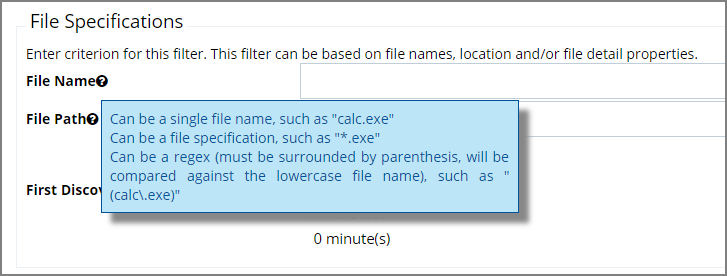 File Specifications
Enter criterion for this filter. This filter can be based on file names, location and/or file detail properties.
File Name?
File Path?
Can be a single file name, such as "calc.exe"
Can be a file specification, such as "*.exe"
Can be a regex (must be surrounded by parenthesis, will be
compared against the lowercase file name), such as "
(calc\.exe)"
First Disco
0 minute(s)